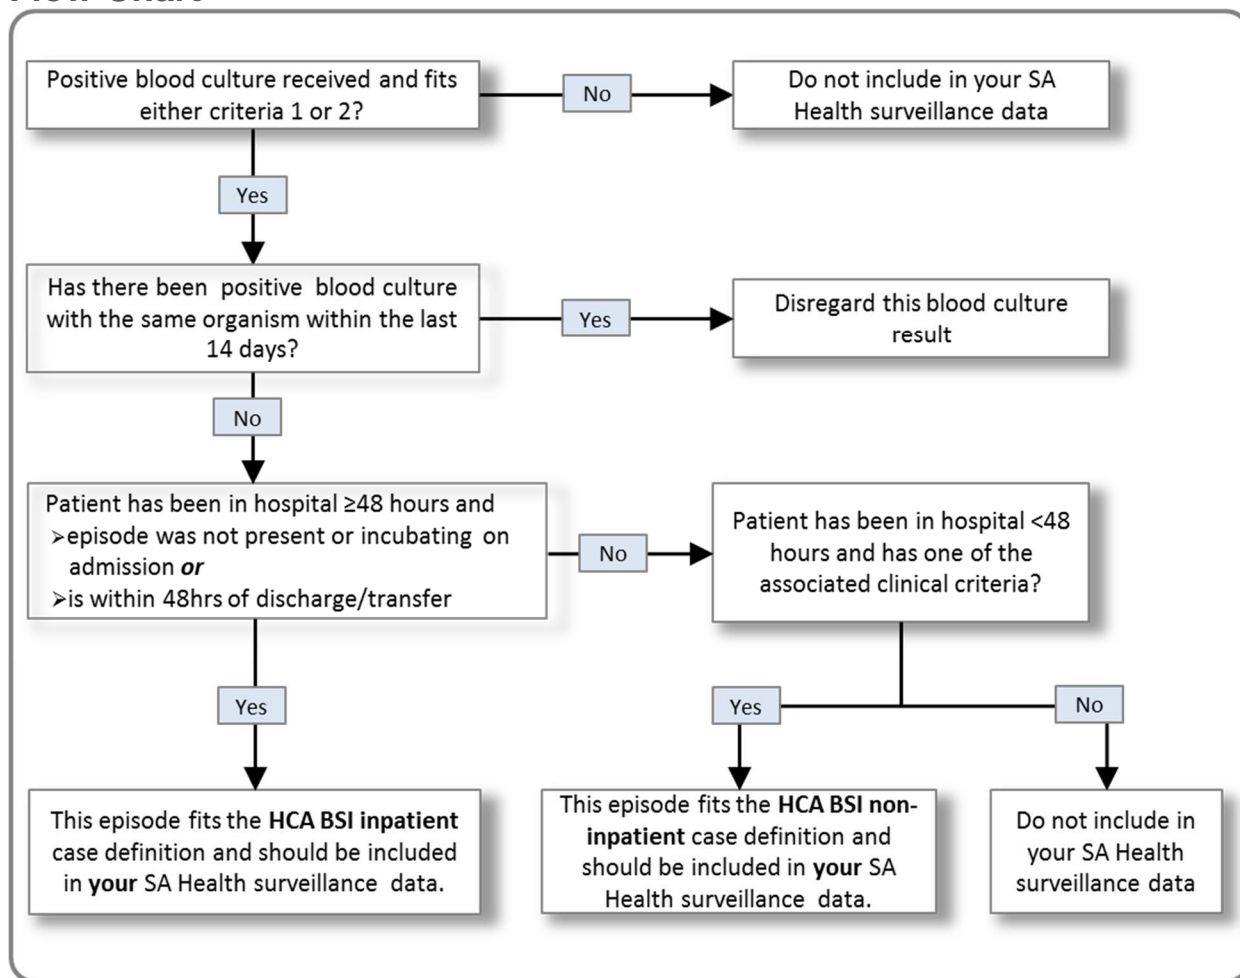 Positive blood culture received and fits
either criteria 1 or 2?
No
Do not include in your SA
Health surveillance data
Yes
Has there been positive blood culture
with the same organism within the last
14 days?
Yes
Disregard this blood culture
result
No
Patient has been in hospital ≥48 hours and
➢episode was not present or incubating on
admission or
➢is within 48hrs of discharge/transfer
No
Patient has been in hospital <48
hours and has one of the
associated clinical criteria?
Yes
Yes
No
This episode fits the HCA BSI inpatient
case definition and should be included
in your SA Health surveillance data.
This episode fits the HCA BSI non-
inpatient case definition and
should be included in your SA
Health surveillance data.
Do not include in
your SA Health
surveillance data